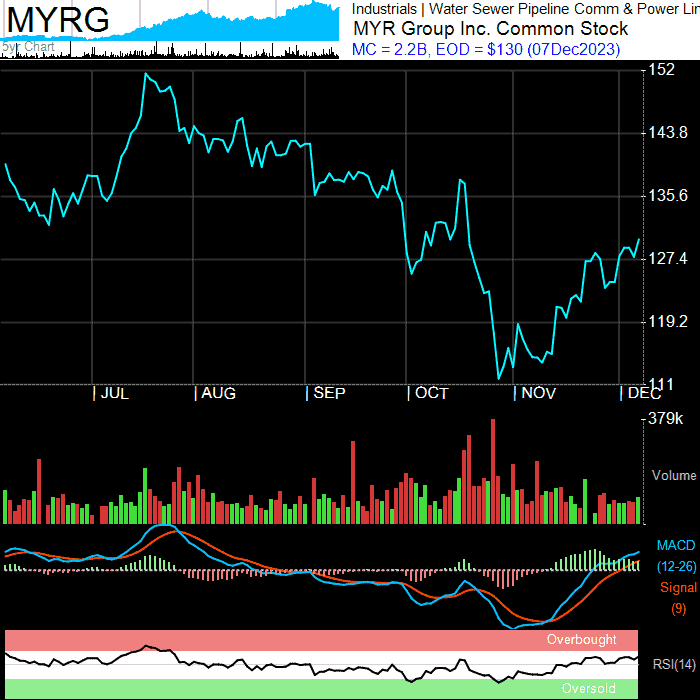 MYRG
5yr Chart
Industrials | Water Sewer Pipeline Comm & Power Lin
MYR Group Inc. Common Stock
MC = 2.2B, EOD = $130 (07Dec2023)
152
143.8
135.6
127.4
119.2
111
| JUL | AUG | SEP | OCT | NOV | DEC
379k
Volume
MACD
(12-26)
Signal
(9)
Overbought
RSI(14)
Oversold